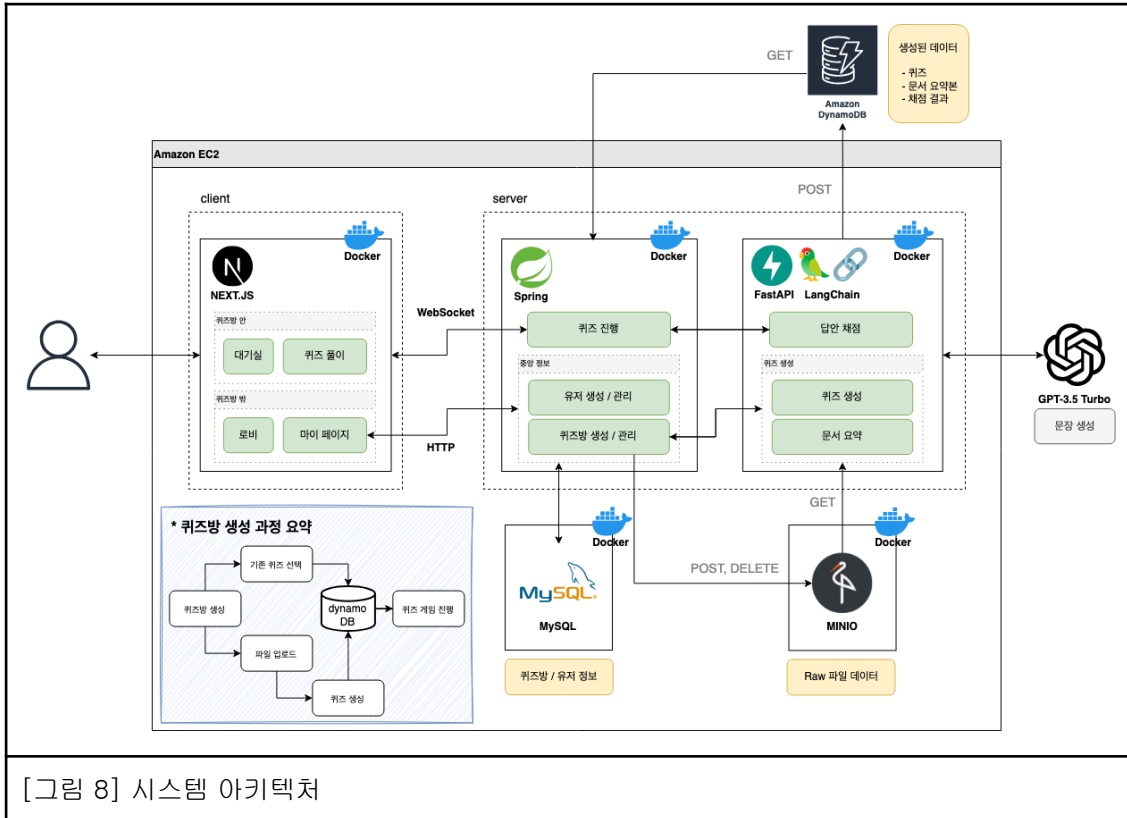 GET
생성된 데이터
- 퀴즈
- 문서 요약본
- 채점 결과
Amazon
DynamoDB
Amazon EC2
POST
client
server
Docker
NEXT.JS
퀴즈방 안
대기실
퀴즈 풀이
퀴즈방 밖
로비
마이 페이지
WebSocket
HTTP
Docker
Spring
퀴즈 진행
중앙 정보
유저 생성 / 관리
퀴즈방 생성 / 관리
Docker
FastAPI
LangChain
답안 채점
퀴즈 생성
퀴즈 생성
문서 요약
GPT-3.5 Turbo
문장 생성
GET
POST, DELETE
Docker
MySQL
MySQL
퀴즈방 / 유저 정보
Docker
MINIO
Raw 파일 데이터
* 퀴즈방 생성 과정 요약
기존 퀴즈 선택
퀴즈방 생성
dynamo
DB
퀴즈 게임 진행
파일 업로드
퀴즈 생성
[그림 8] 시스템 아키텍처